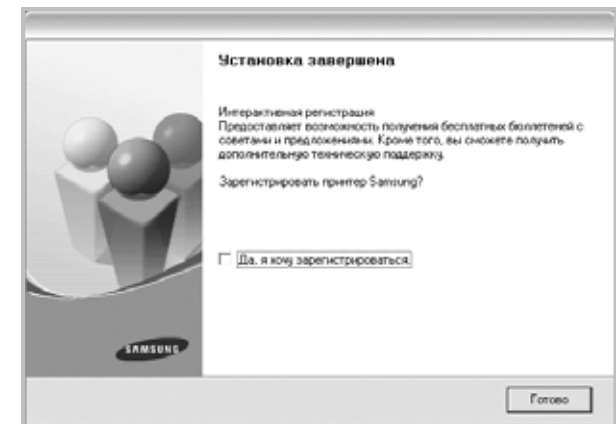 Установка завершена
Интерактивная регистрация
Предоставляет возможность получения бесплатных бюллетеней с
советами и предложениями. Кроме того, вы сможете получить
дополнительную техническую поддержку.
Зарегистрировать принтер Samsung?
Да, я хочу зарегистрироваться.
SAMSUNG
Готово